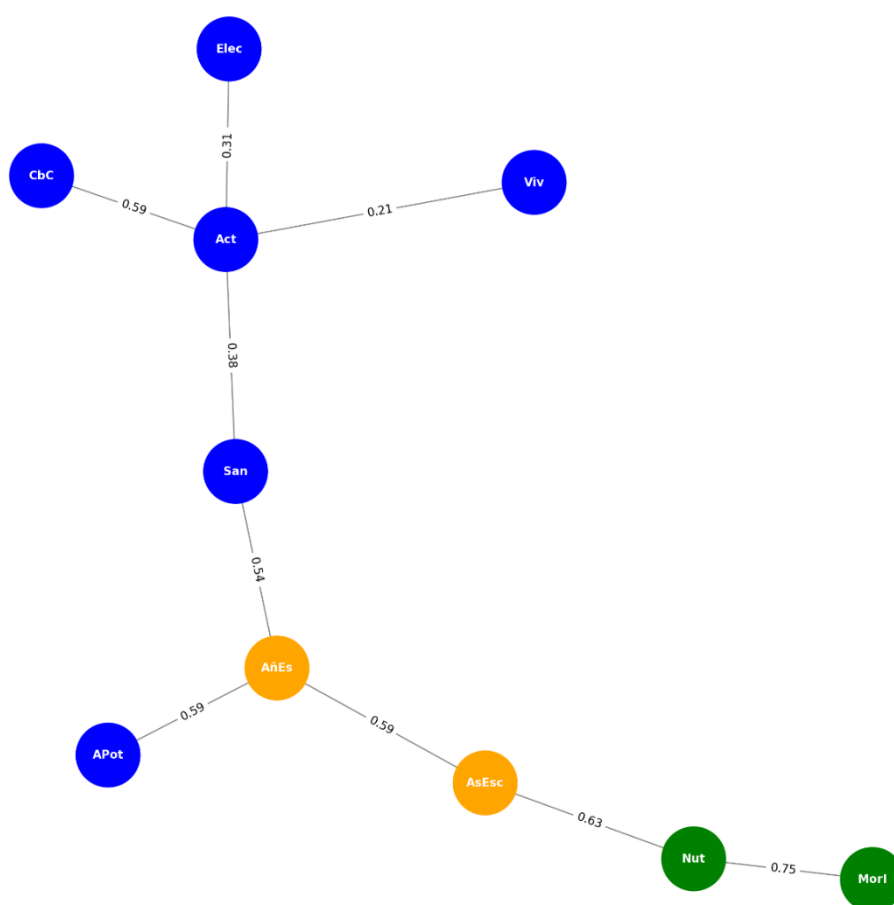 Elec
0.31
CbC
Viv
0.59
0.21
Act
0.38
San
0.54
AñEs
0.59
0.59
APot
AsEsc
0.63
Nut
0.75
MorI